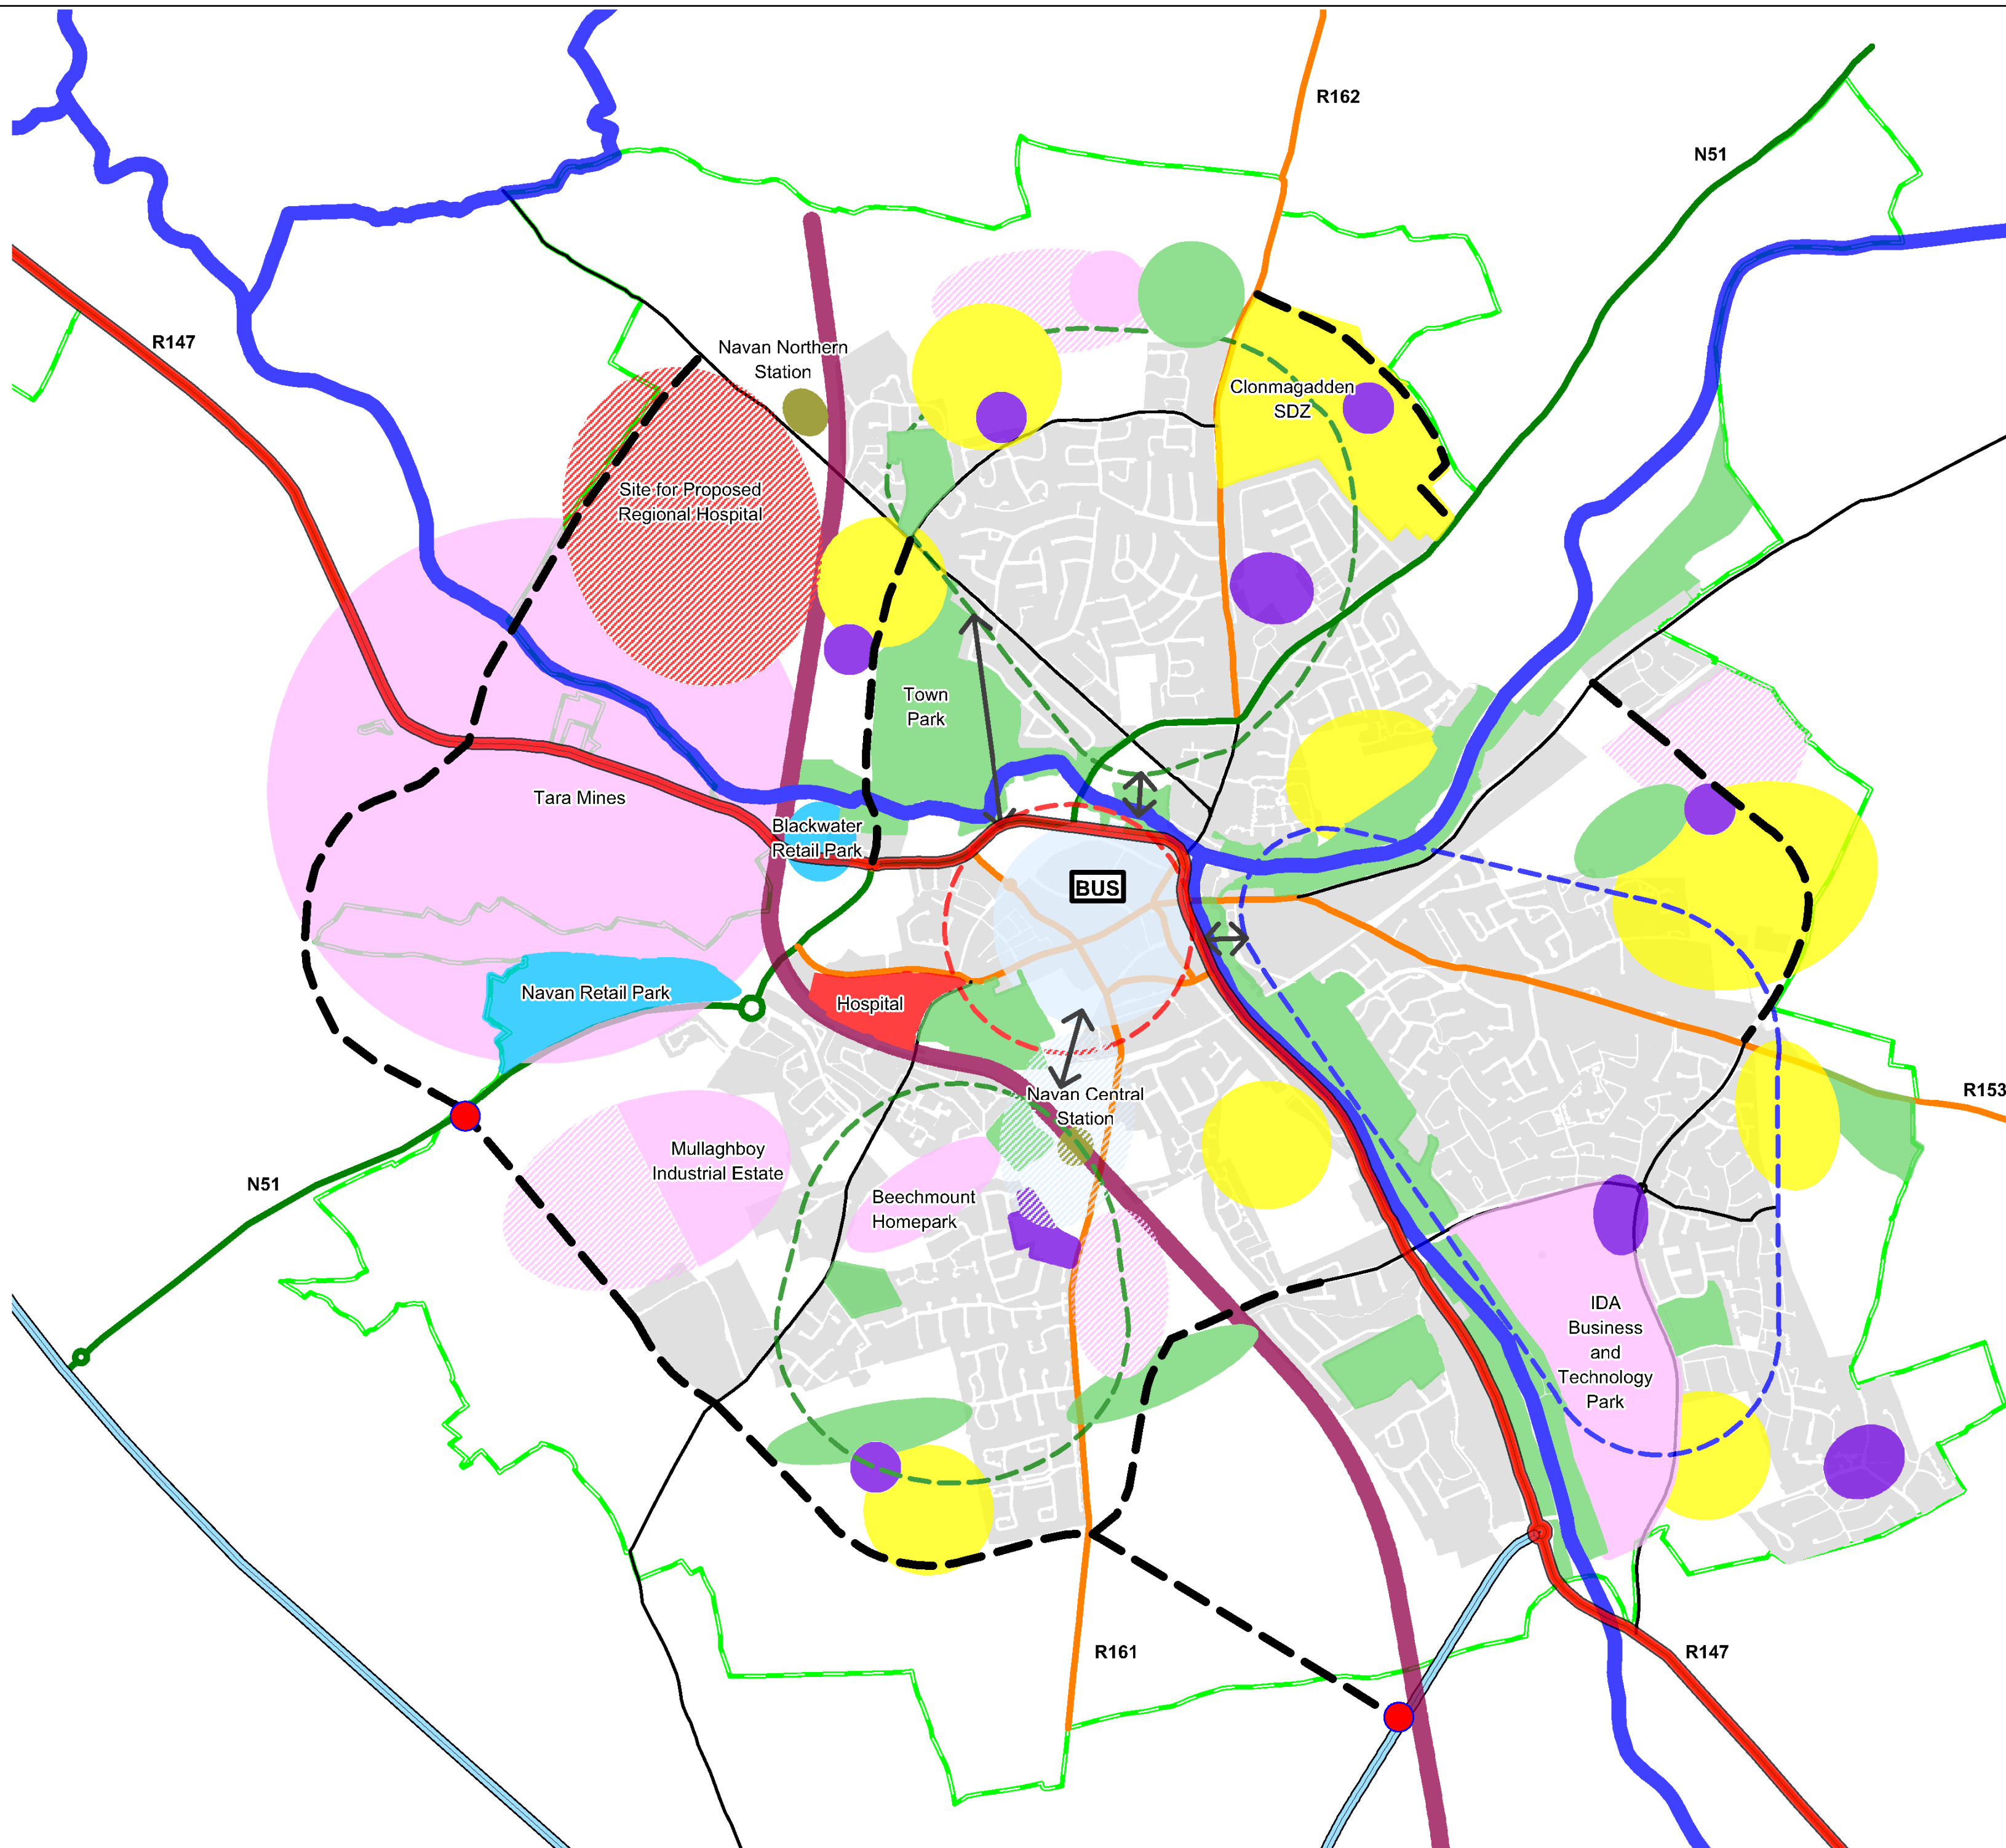 R162
N51
R147
Navan Northern
Station
Clonmagadden
SDZ
Site for Proposed
Regional Hospital
Town
Park
Tara Mines
Blackwater
Retail Park
BUS
Navan Retail Park
Hospital
Navan Central
Station
R153
Mullaghboy
Industrial Estate
N51
Beechmount
Homepark
IDA
Business
and
Technology
Park
R161
R147